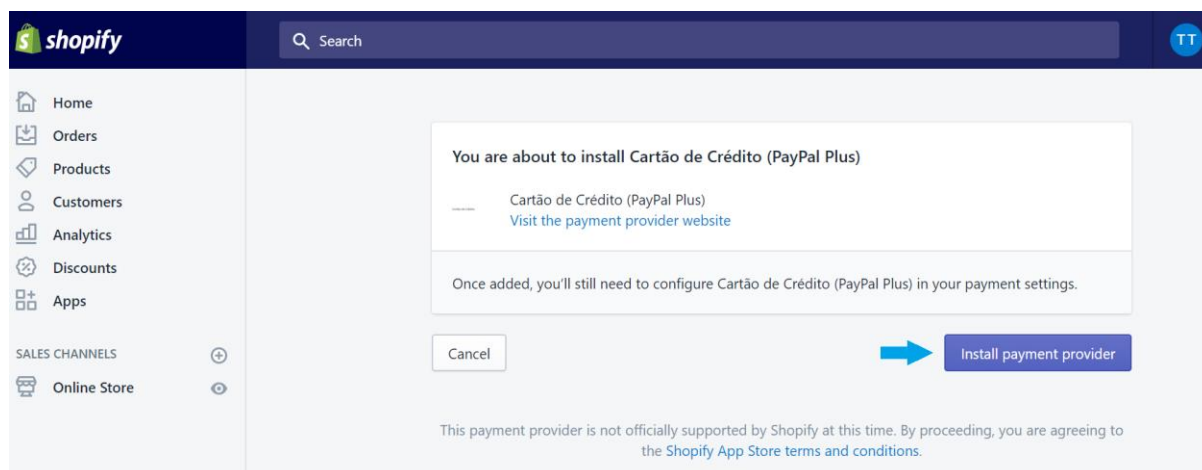 shopify
Search
TT
Home
Orders
Products
Customers
Analytics
Discounts
Apps
SALES CHANNELS
Online Store
You are about to install Cartão de Crédito (PayPal Plus)
Cartão de Crédito (PayPal Plus)
Visit the payment provider website
Once added, you'll still need to configure Cartão de Crédito (PayPal Plus) in your payment settings.
Cancel
Install payment provider
This payment provider is not officially supported by Shopify at this time. By proceeding, you are agreeing to
the Shopify App Store terms and conditions.